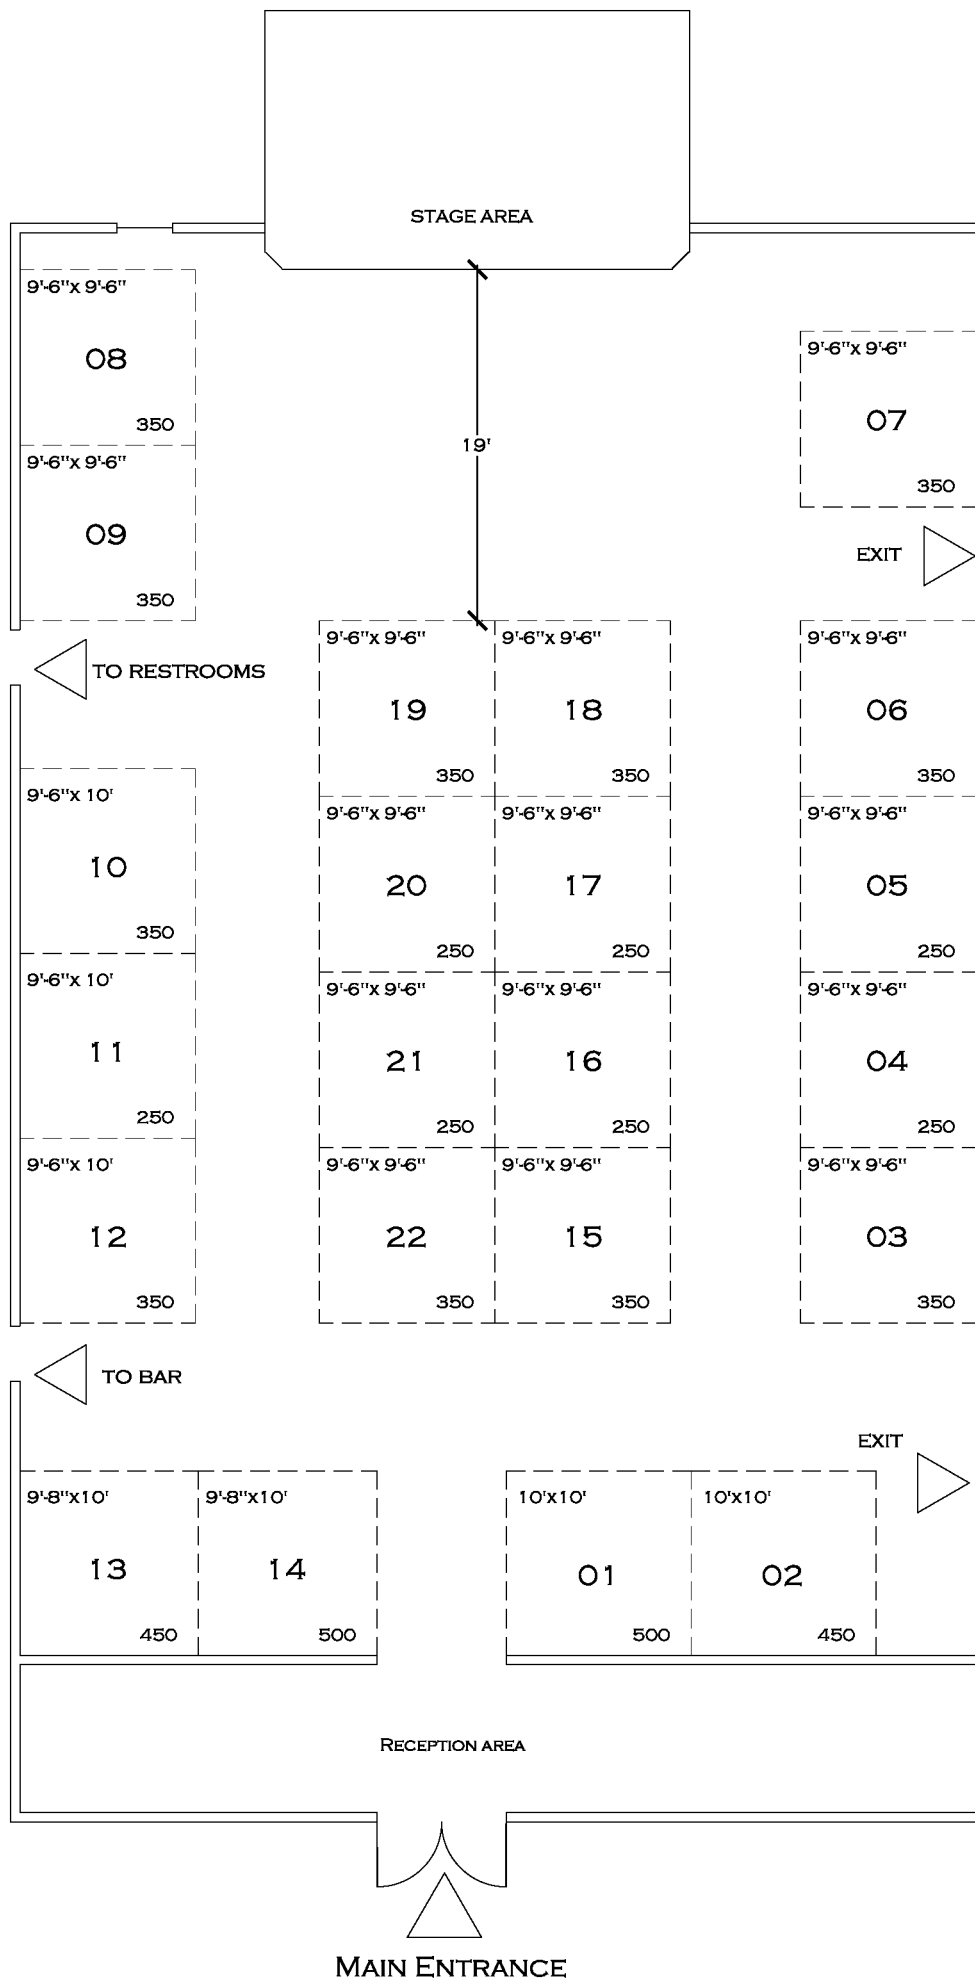 STAGE AREA
9'-6"x 9'-6"
08
350
9'-6"x 9'-6"
07
350
19'
9'-6"x 9'-6"
09
350
EXIT
TO RESTROOMS
9'-6"x 9'-6"
19
350
9'-6"x 9'-6"
18
350
9'-6"x 9'-6"
06
350
9'-6"x 10'
10
350
9'-6"x 9'-6"
20
250
9'-6"x 9'-6"
17
250
9'-6"x 9'-6"
05
250
9'-6"x 10'
11
250
9'-6"x 9'-6"
21
250
9'-6"x 9'-6"
16
250
9'-6"x 9'-6"
04
250
9'-6"x 10'
12
350
9'-6"x 9'-6"
22
350
9'-6"x 9'-6"
15
350
9'-6"x 9'-6"
03
350
TO BAR
EXIT
9'-8"x10'
13
450
9'-8"x10'
14
500
10'x10'
01
500
10'x10'
02
450
RECEPTION AREA
MAIN ENTRANCE